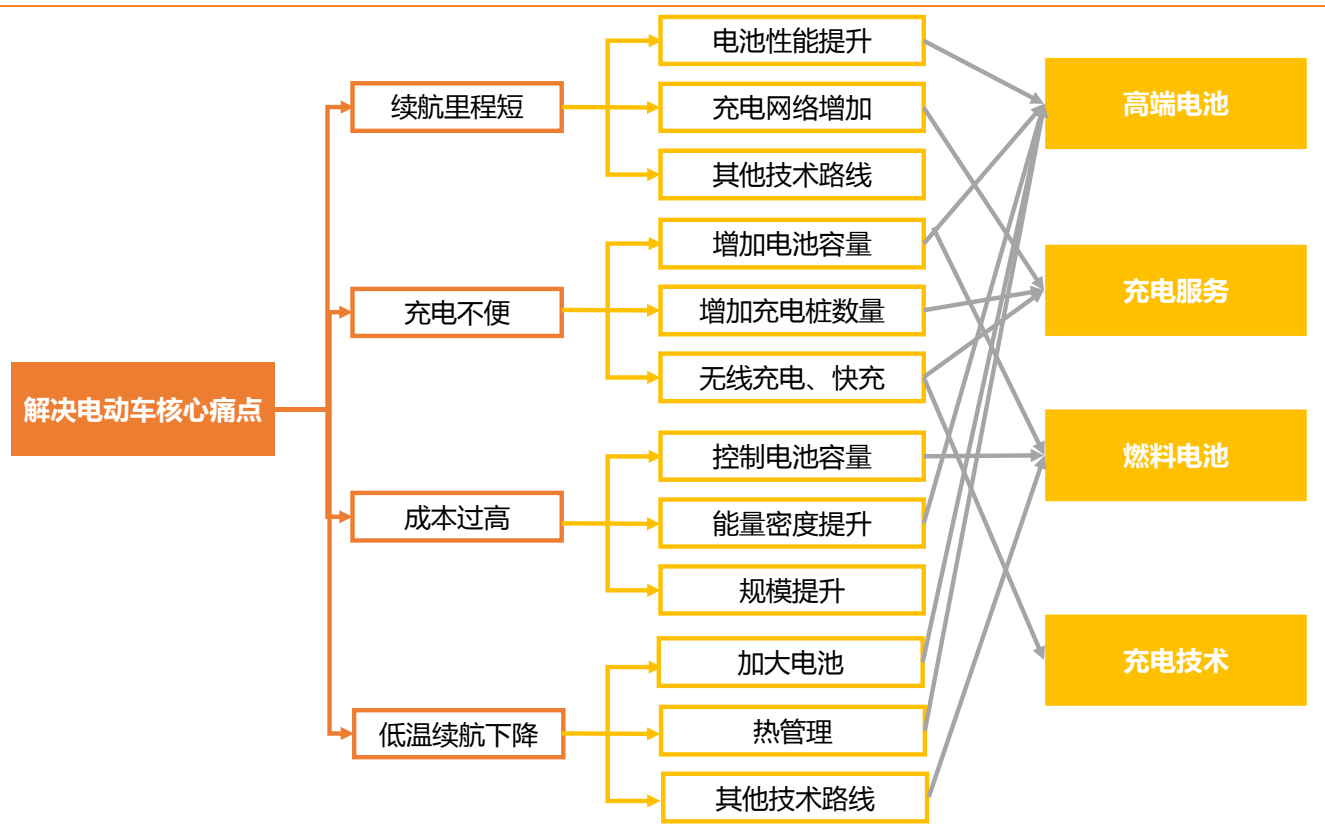 解决电动车核心痛点
续航里程短
充电不便
成本过高
低温续航下降
电池性能提升
充电网络增加
其他技术路线
增加电池容量
增加充电桩数量
无线充电、快充
控制电池容量
能量密度提升
规模提升
加大电池
热管理
其他技术路线
高端电池
充电服务
燃料电池
充电技术